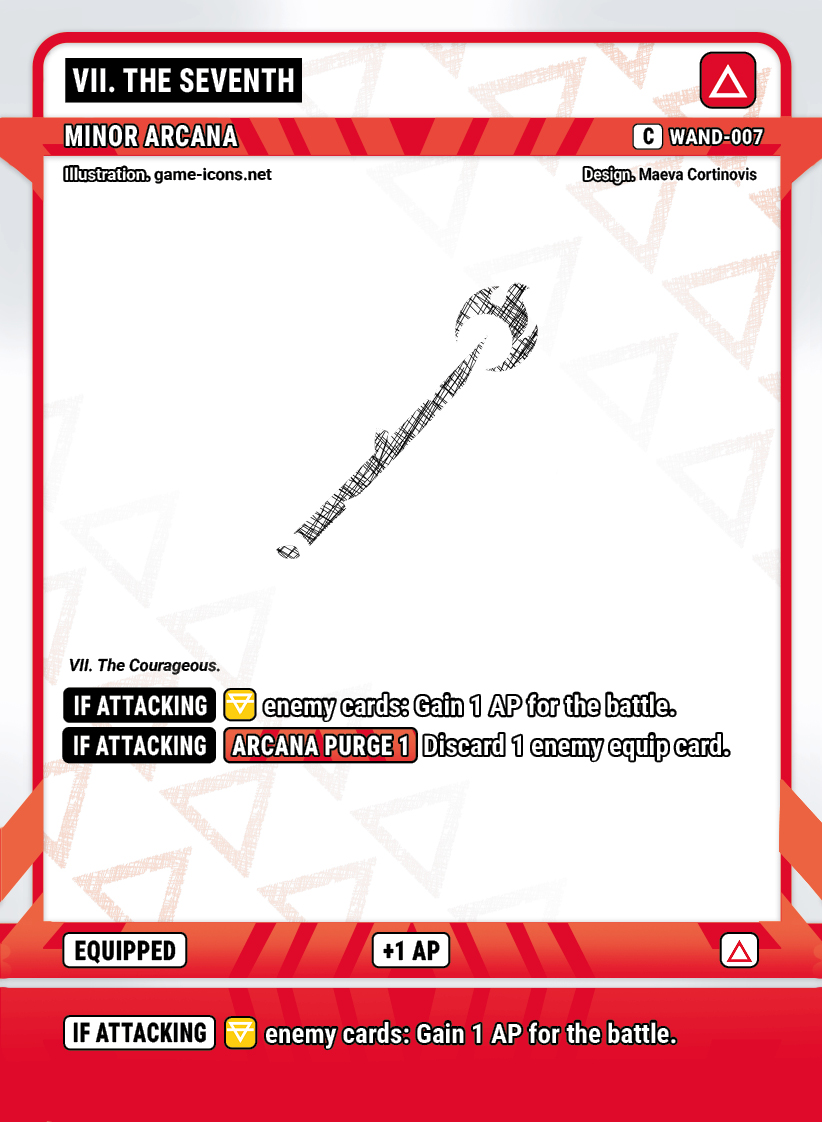 VII. THE SEVENTH
MINOR ARCANA
C WAND-007
Illustration. game-icons.net
Design. Maeva Cortinovis
VII. The Courageous.
IF ATTACKING enemy cards: Gain 1 AP for the battle.
IF ATTACKING ARCANA PURGE 1 Discard 1 enemy equip card.
EQUIPPED
+1 AP
IF ATTACKING enemy cards: Gain 1 AP for the battle.